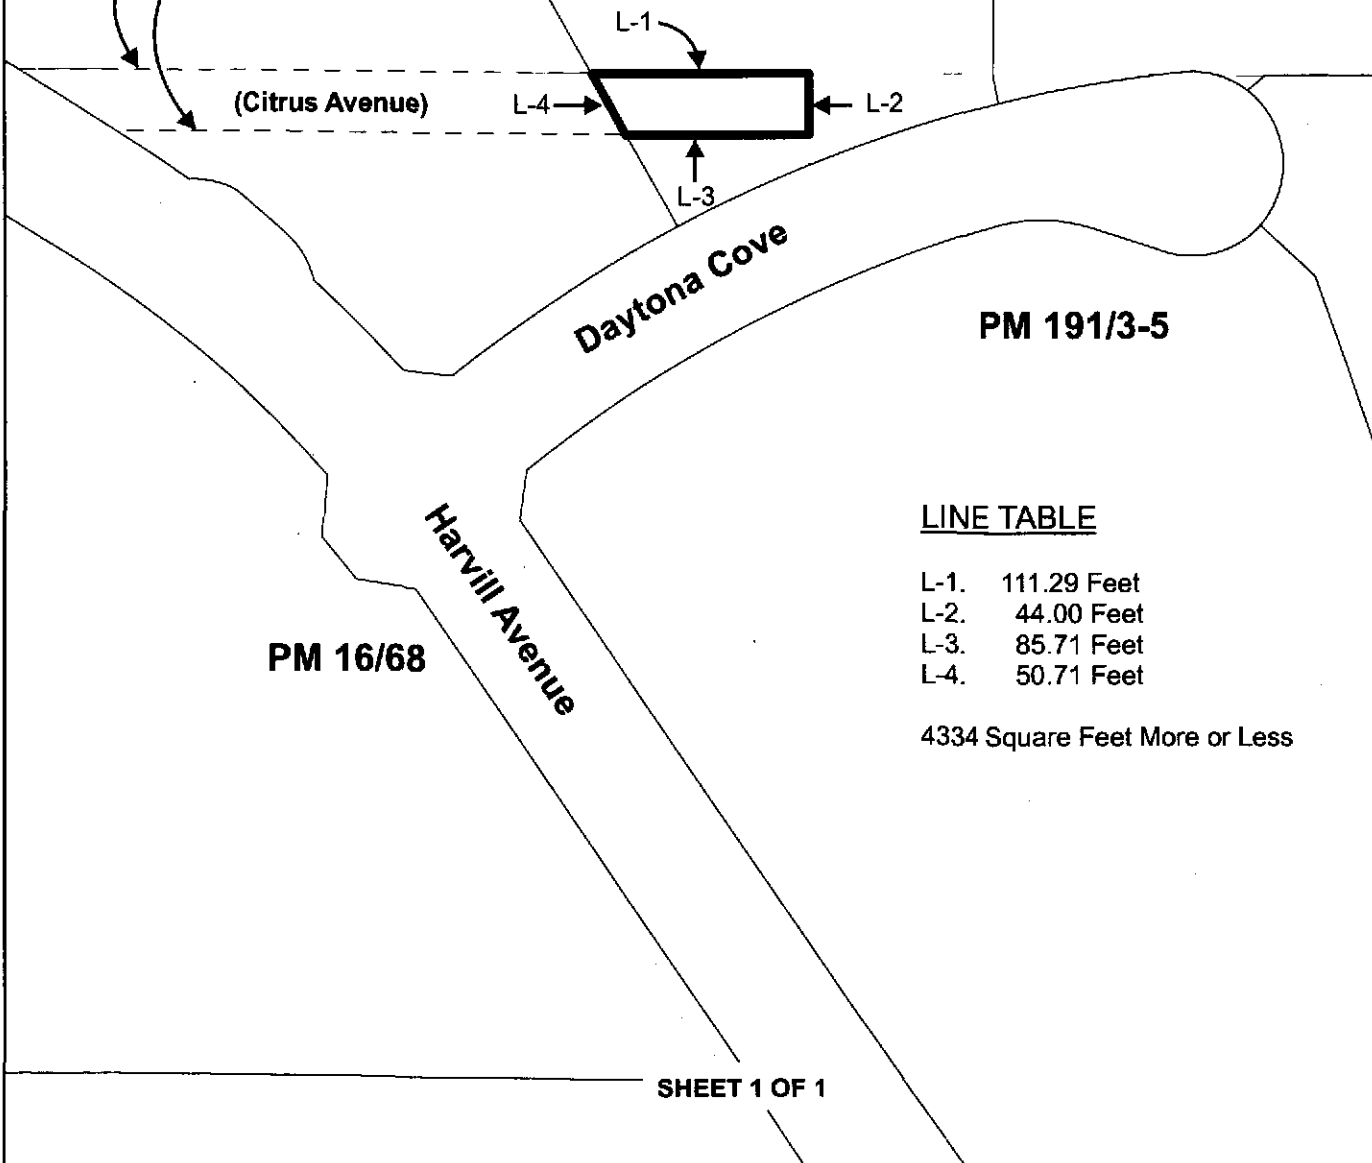 L-1
(Citrus Avenue)
L-4
L-2
L-3
Daytona Cove
PM 191/3-5
Harvill Avenue
LINE TABLE
L-1. 111.29 Feet
L-2. 44.00 Feet
L-3. 85.71 Feet
L-4. 50.71 Feet
PM 16/68
4334 Square Feet More or Less
SHEET 1 OF 1